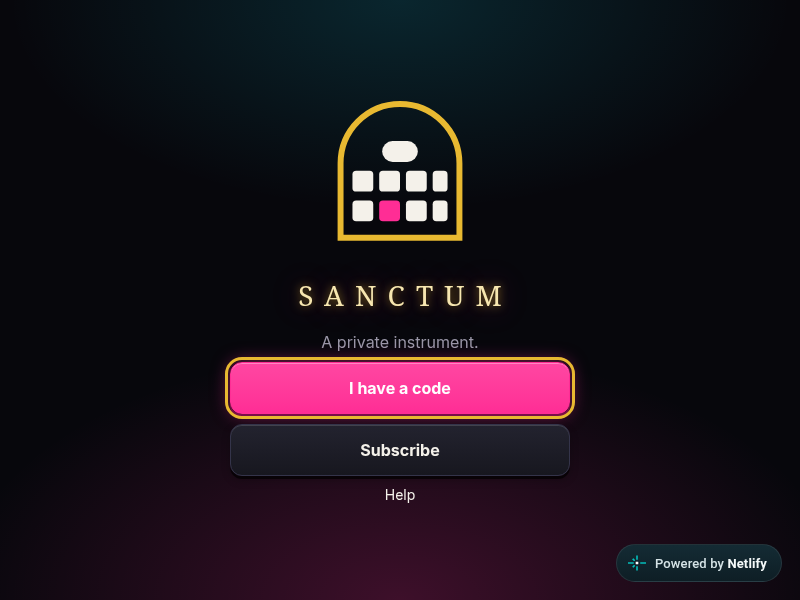 SANCTUM
A private instrument.
I have a code
Subscribe
Help
Powered by Netlify